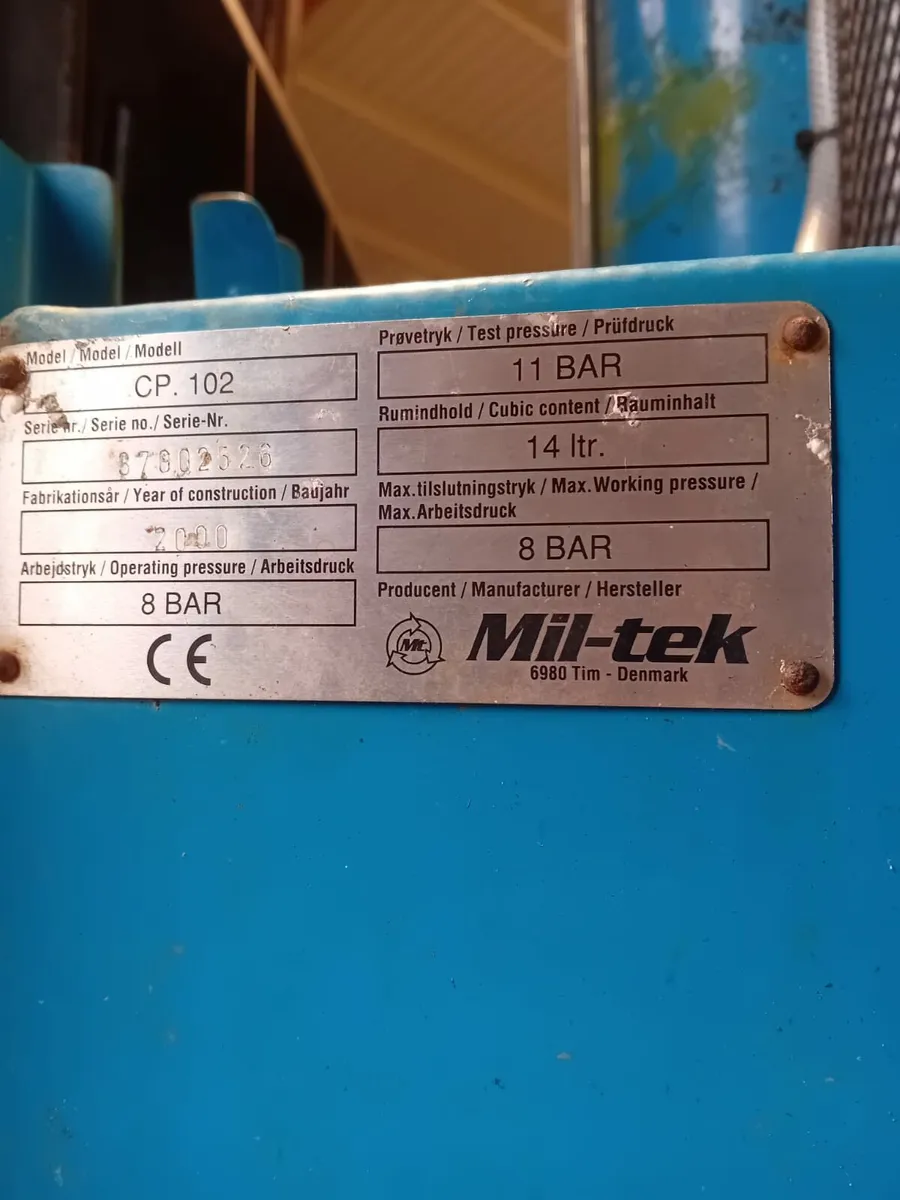 Model / Model / Modell
CP. 102
Serie nr./ Serie no./ Serie-Nr.
Fabrikationsår / Year of construction / Baujahr
2000
Arbejdstryk / Operating pressure / Arbeitsdruck
8 BAR
CE
Prøvetryk / Test pressure / Prüfdruck
11 BAR
Rumindhold / Cubic content / Rauminhalt
14 ltr.
Max.tilslutningstryk / Max.Working pressure /
Max.Arbeitsdruck
8 BAR
Producent / Manufacturer / Hersteller
Mt. Mil-tek
6980 Tim - Denmark